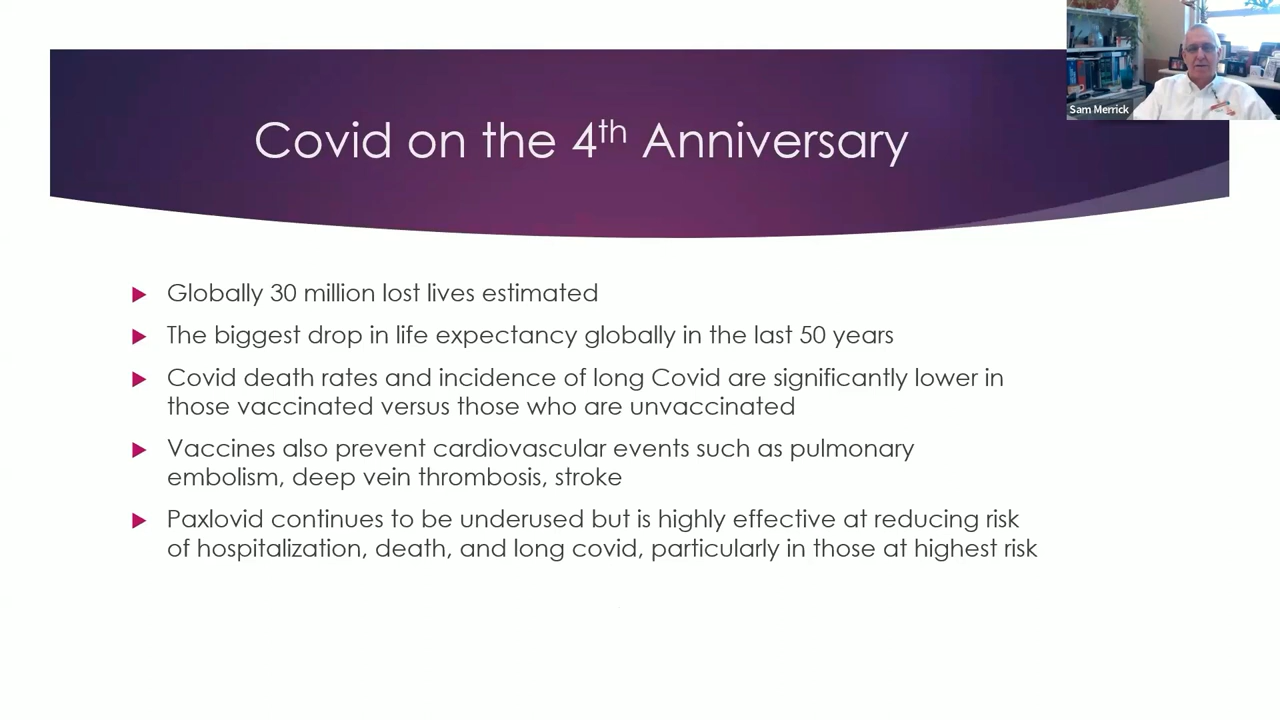 Sam Merrick
Covid on the 4th Anniversary
Globally 30 million lost lives estimated
The biggest drop in life expectancy globally in the last 50 years
Covid death rates and incidence of long Covid are significantly lower in
those vaccinated versus those who are unvaccinated
Vaccines also prevent cardiovascular events such as pulmonary
embolism, deep vein thrombosis, stroke
Paxlovid continues to be underused but is highly effective at reducing risk
of hospitalization, death, and long covid, particularly in those at highest risk